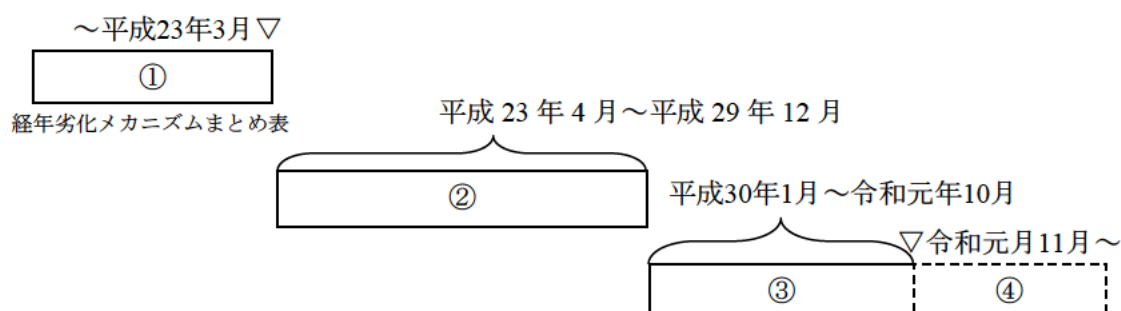 ～平成23年3月▽
①
経年劣化メカニズムまとめ表
平成 23 年 4 月～平成 29 年 12 月
②
平成30年1月～令和元年10月
▽令和元月11月～
③
④